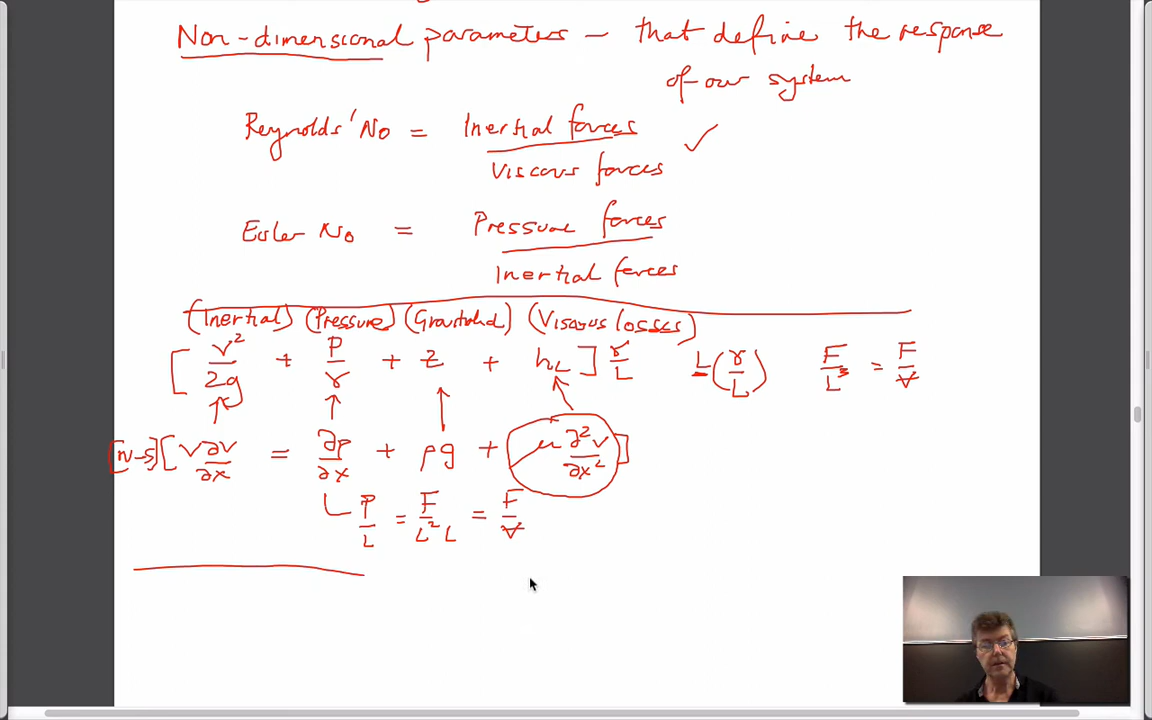 Non-dimensional parameters – that define the response
of our system
Reynolds' No = Inertial forces / Viscous forces ✓
Euler No = Pressure forces / Inertial forces
(Inertial) (Pressure) (Gravitational) (Viscous losses)
[ V²/2g + P/γ + z + hL ] γ/L L(γ/L) F/L³ = F/V
[N-S] [ V ∂V/∂x = ∂p/∂x + ρg + μ ∂²v/∂x² ]
P/L = F/L²L = F/V